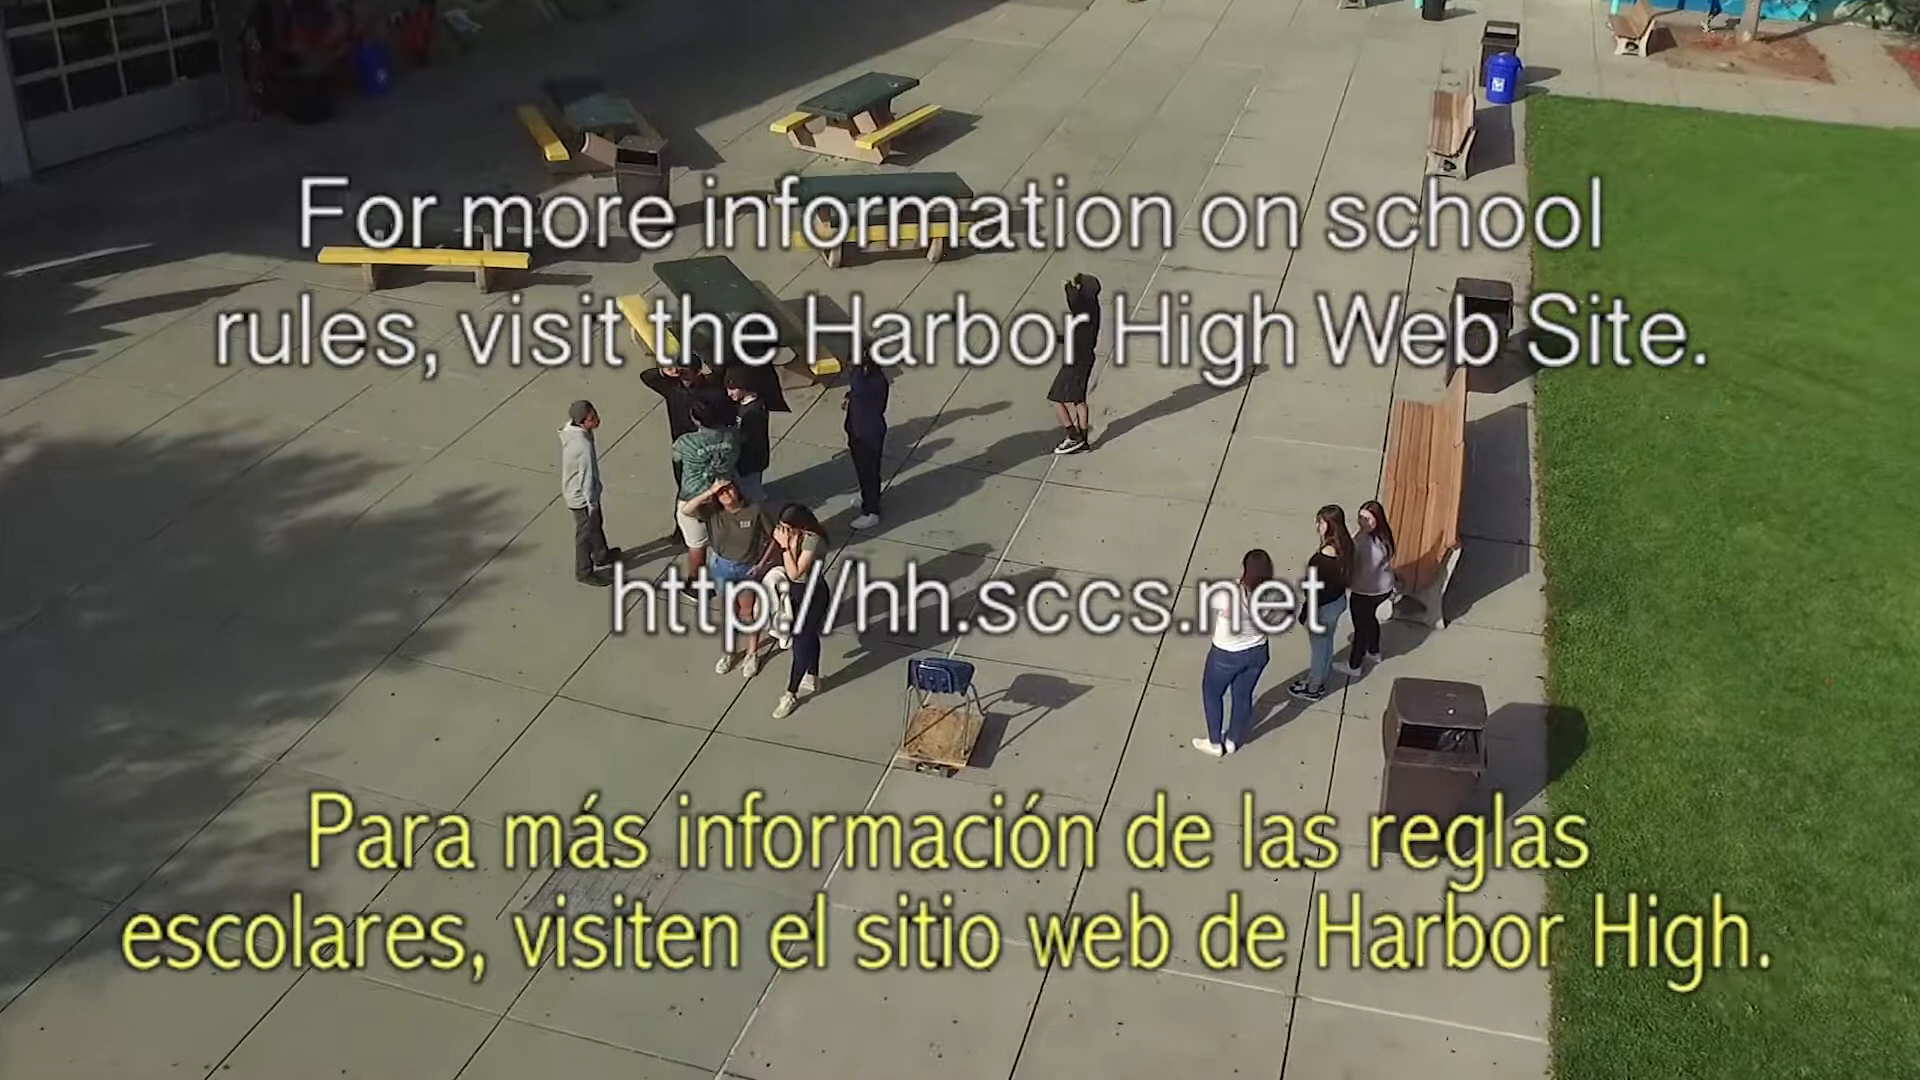 For more information on school
rules, visit the Harbor High Web Site.
http://hh.sccs.net
Para más información de las reglas
escolares, visiten el sitio web de Harbor High.